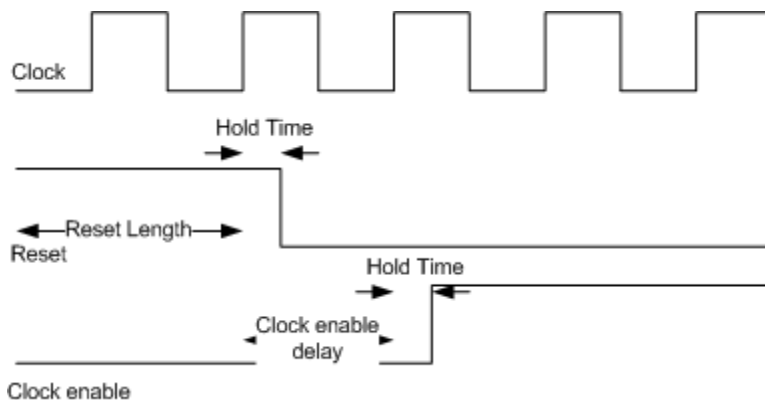 Clock
Hold Time
Reset Length
Reset
Hold Time
Clock enable
delay
Clock enable